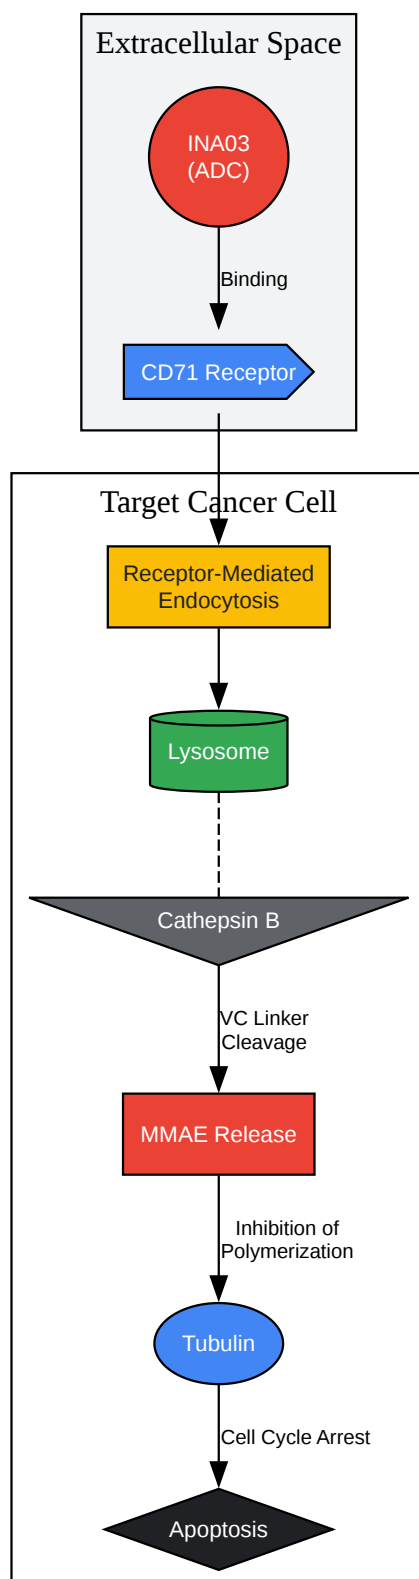 Extracellular Space
INA03
(ADC)
Binding
CD71 Receptor
Target Cancer Cell
Receptor-Mediated
Endocytosis
Lysosome
Cathepsin B
VC Linker
Cleavage
MMAE Release
Inhibition of
Polymerization
Tubulin
Cell Cycle Arrest
Apoptosis